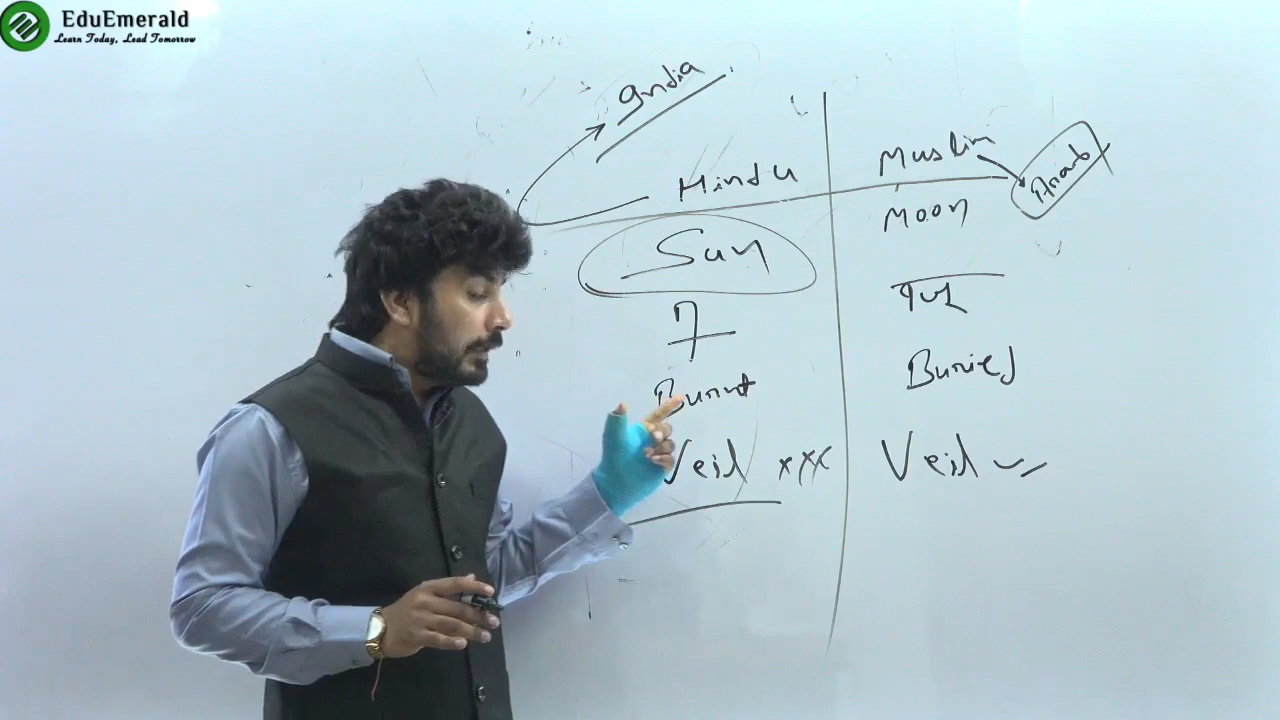 EduEmerald
Learn Today, Lead Tomorrow
India
Hindu
Muslim
Arab
Sun
Moon
7
Burnt
Buried
Veil xxx
Veil ✓